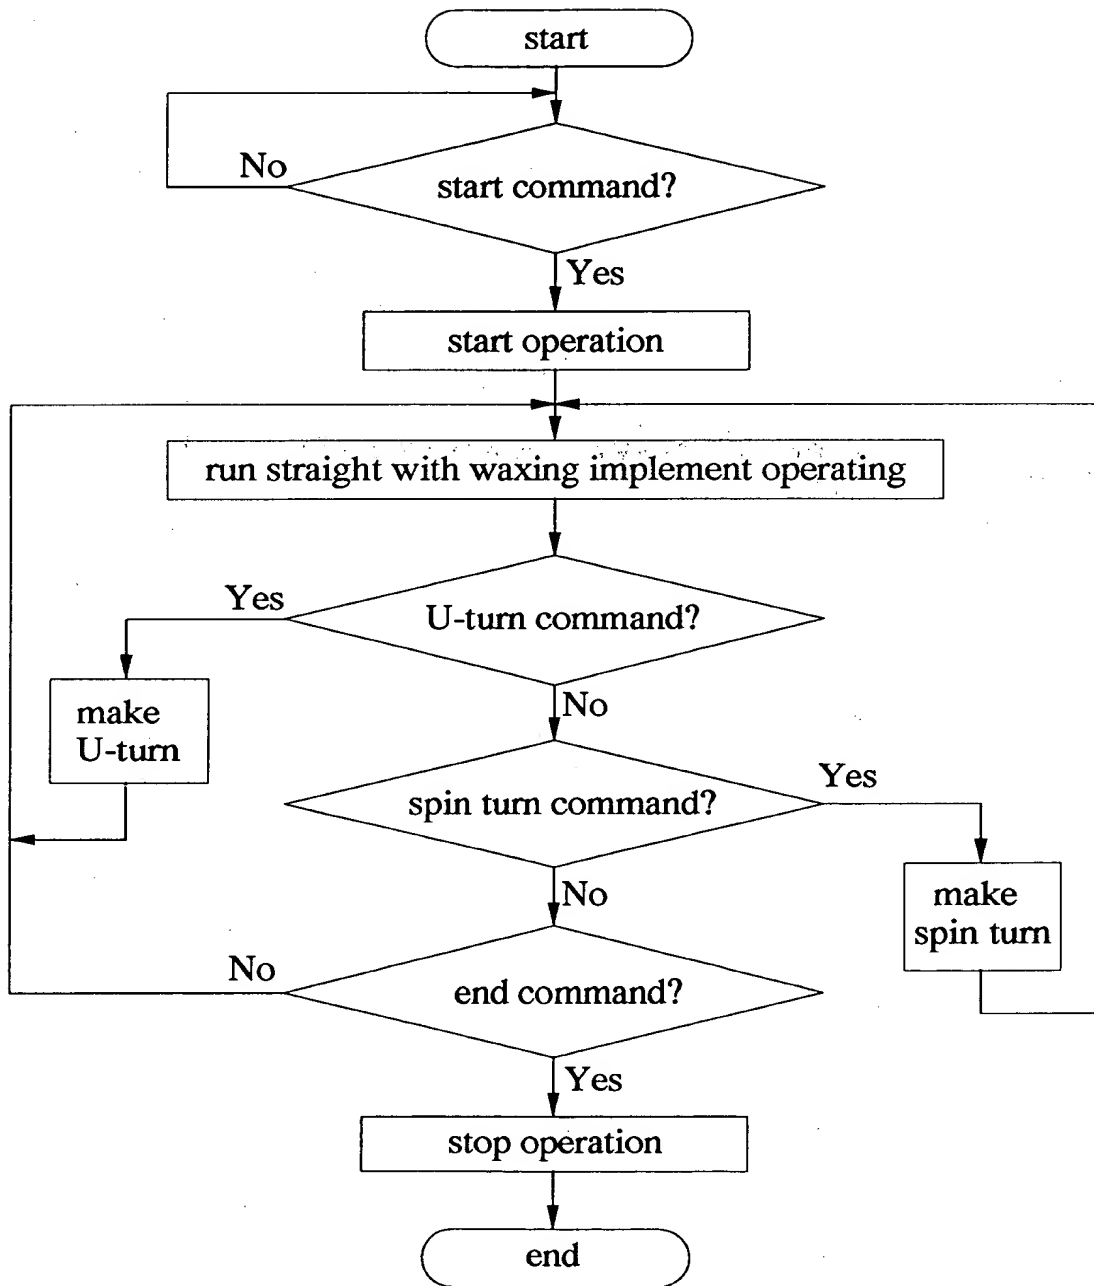 start
No
start command?
Yes
start operation
run straight with waxing implement operating
Yes
U-turn command?
make
U-turn
No
Yes
spin turn command?
No
make
spin turn
No
end command?
Yes
stop operation
end